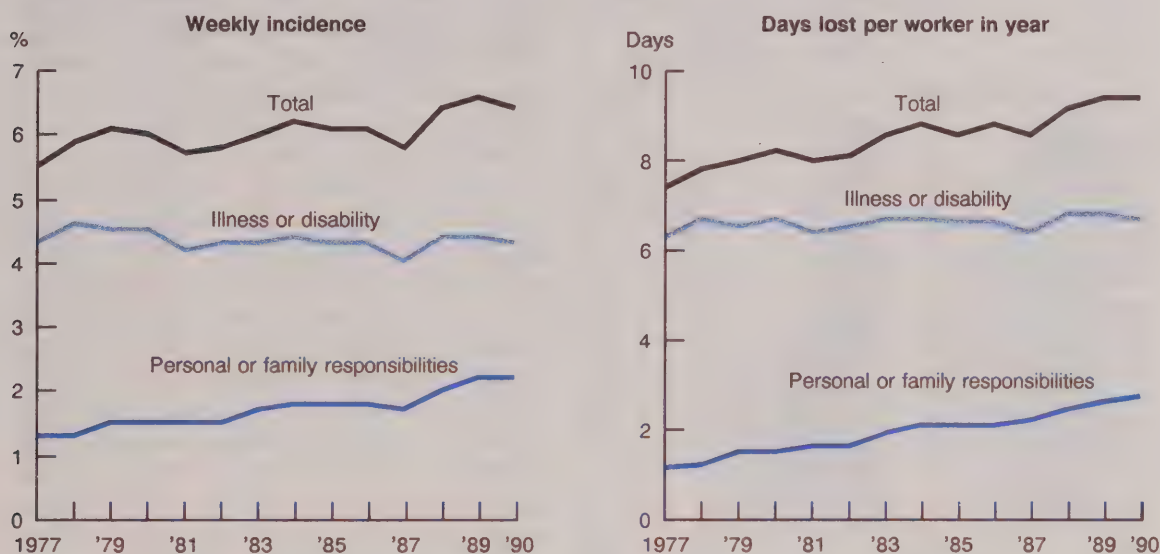 Weekly incidence
%
7
6
5
4
3
2
1
0
Total
Illness or disability
Personal or family responsibilities
1977 '79 '81 '83 '85 '87 '89 '90
Days lost per worker in year
Days
10
8
6
4
2
0
Total
Illness or disability
Personal or family responsibilities
1977 '79 '81 '83 '85 '87 '89 '90